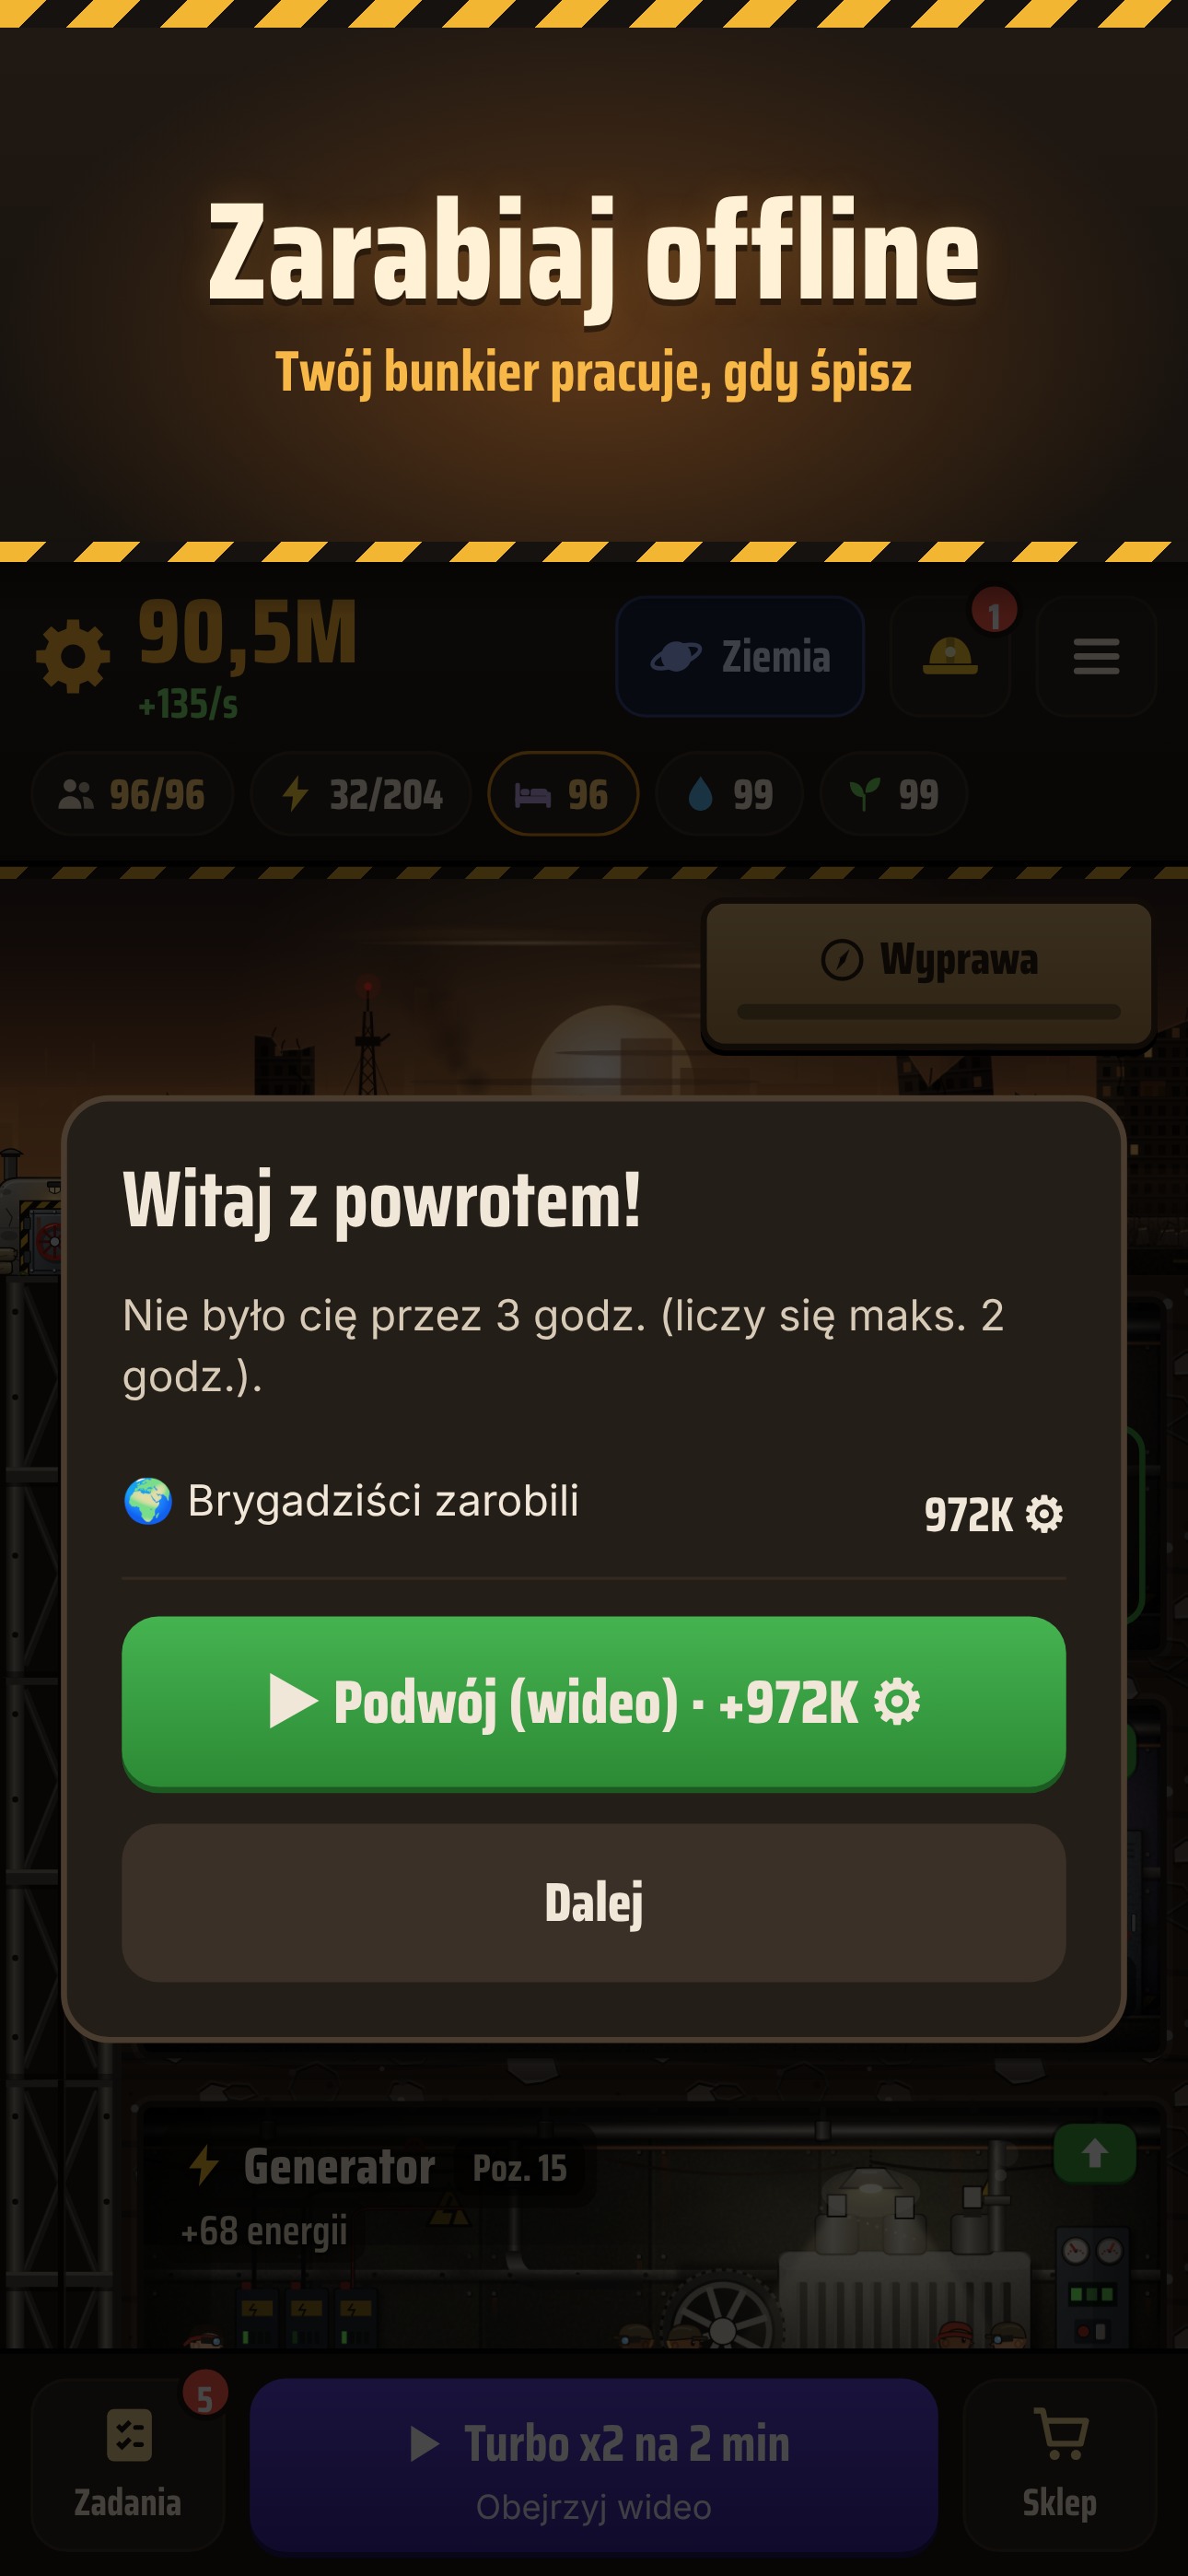 Zarabiaj offline
Twój bunkier pracuje, gdy śpisz
90,5M
+135/s
Ziemia
1
96/96
32/204
96
99
99
Wyprawa
Witaj z powrotem!
Nie było cię przez 3 godz. (liczy się maks. 2
godz.).
🌍 Brygadziści zarobili
972K ⚙
▶ Podwój (wideo) · +972K ⚙
Dalej
Generator
Poz. 15
+68 energii
5
Zadania
Turbo x2 na 2 min
Obejrzyj wideo
Sklep